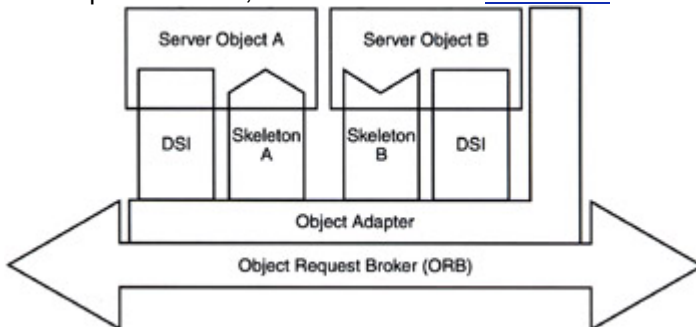 Server Object A
Server Object B
DSI
Skeleton
A
Skeleton
B
DSI
Object Adapter
Object Request Broker (ORB)